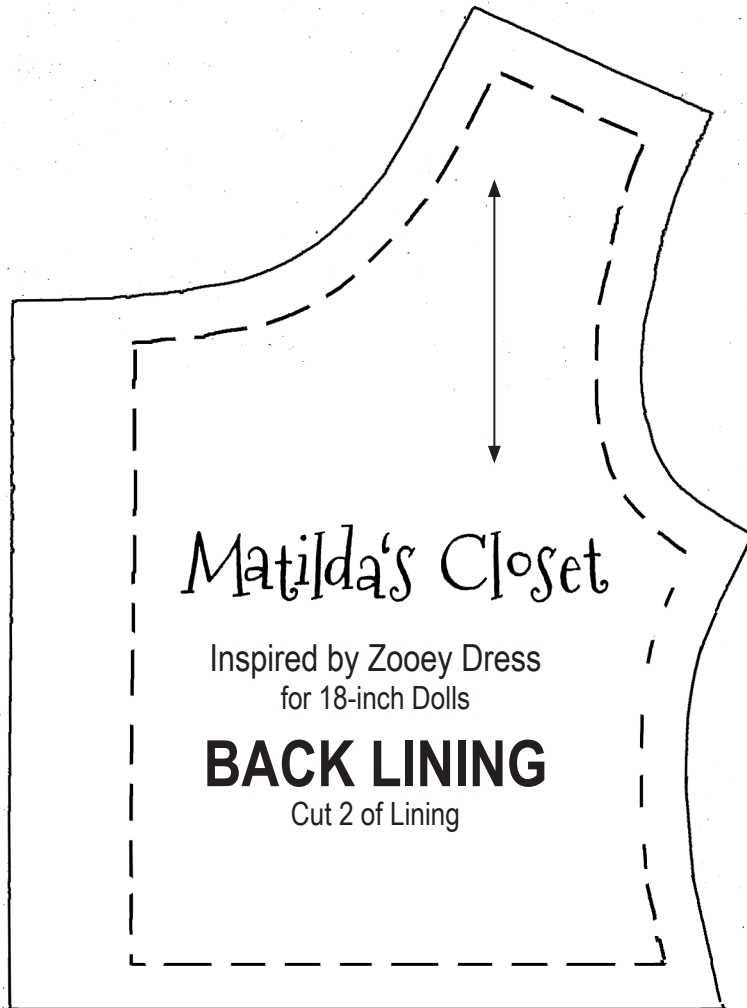 Matilda's Closet
Inspired by Zooey Dress
for 18-inch Dolls
BACK LINING
Cut 2 of Lining